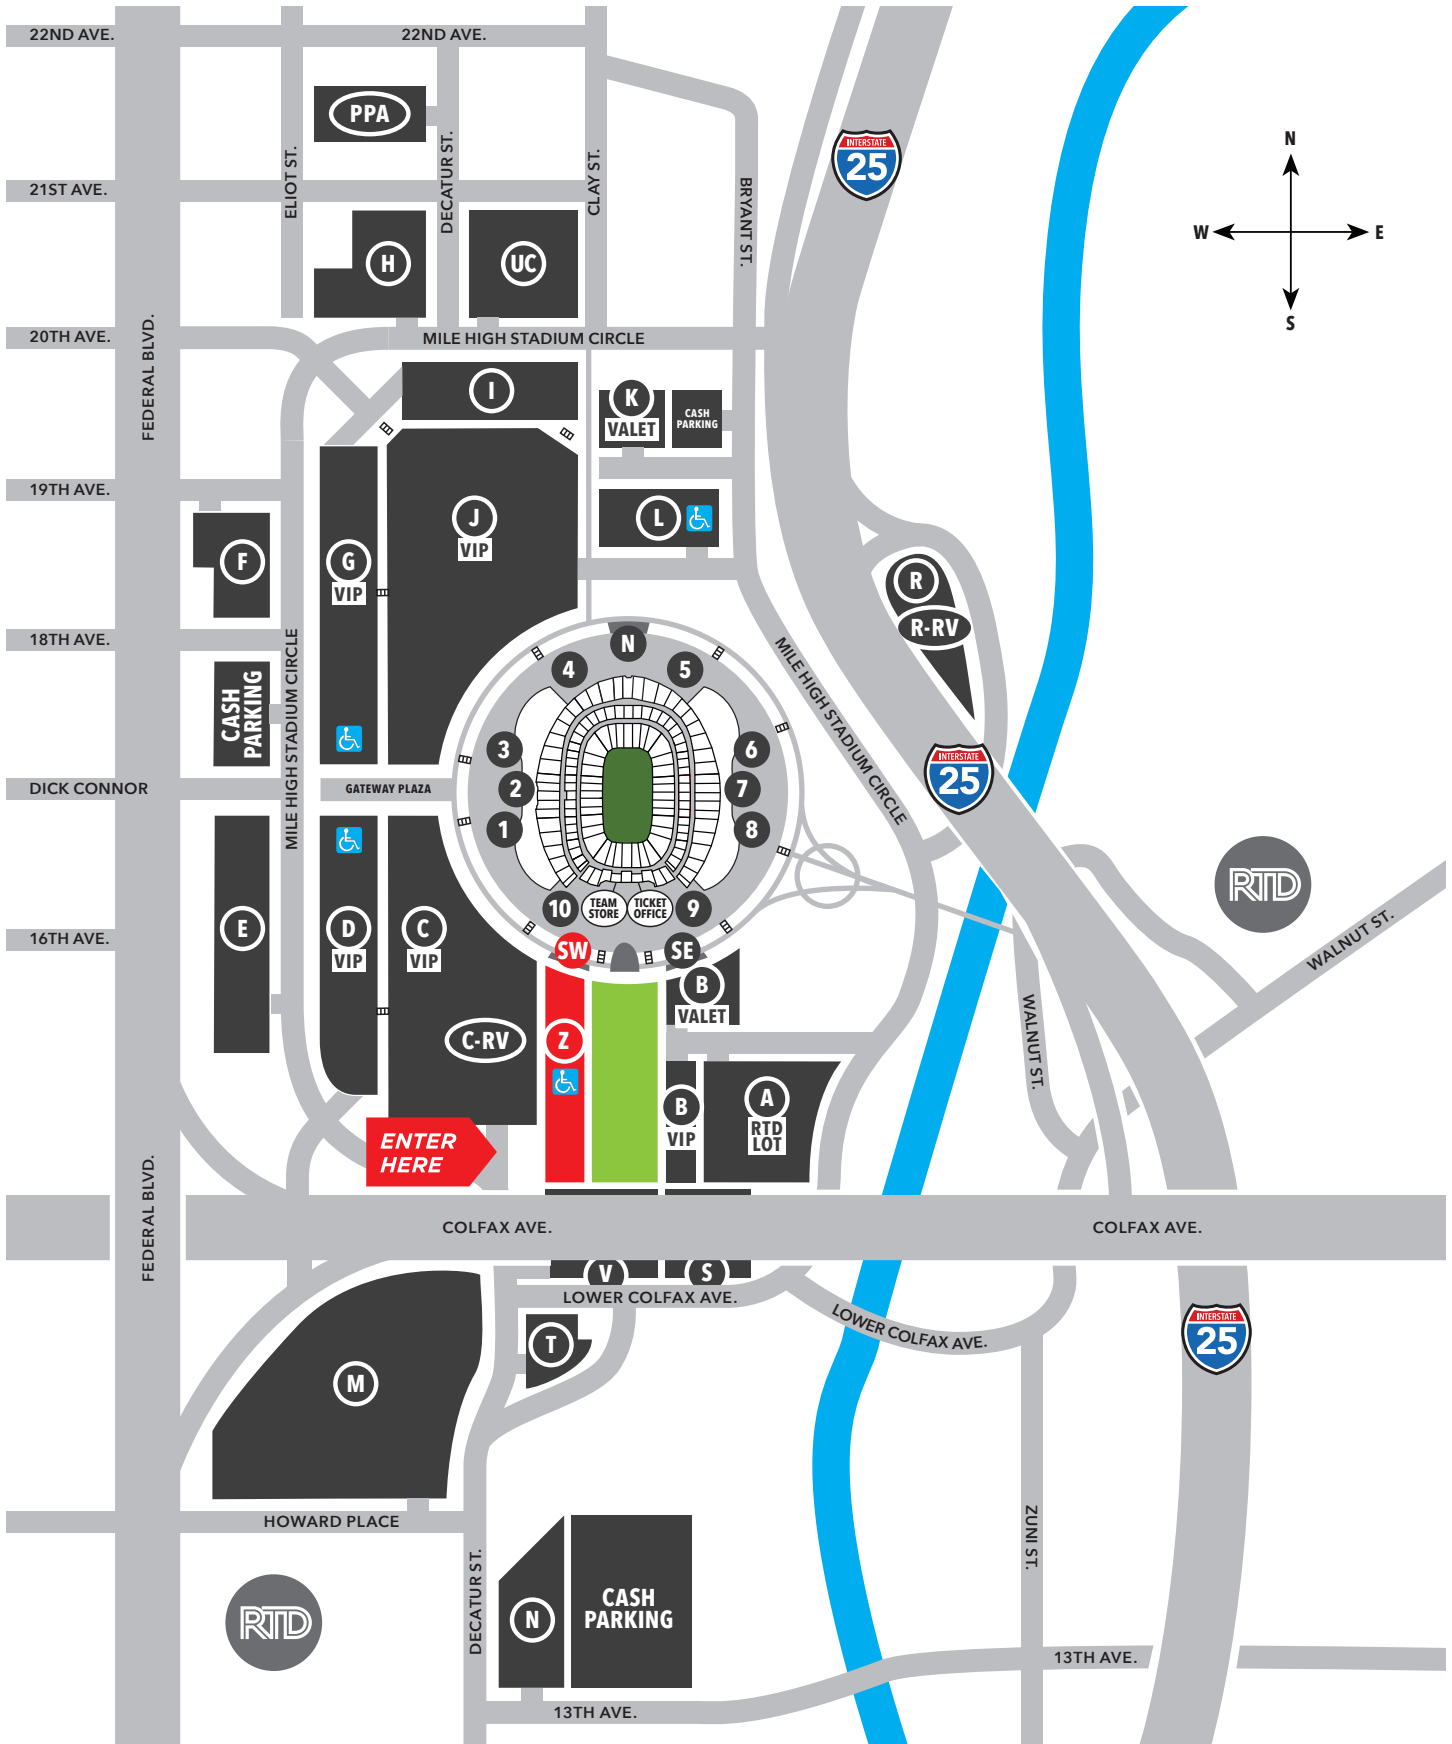 22ND AVE.
22ND AVE.
PPA
ELIOT ST.
DECATUR ST.
CLAY ST.
BRYANT ST.
INTERSTATE
25
N
W
E
S
21ST AVE.
H
UC
20TH AVE.
FEDERAL BLVD.
MILE HIGH STADIUM CIRCLE
I
K
VALET
CASH
PARKING
19TH AVE.
J
VIP
L
F
G
VIP
R
R-RV
18TH AVE.
CASH
PARKING
MILE HIGH STADIUM CIRCLE
MILE HIGH STADIUM CIRCLE
N
4
5
3
6
2
7
1
8
10
TEAM
STORE
TICKET
OFFICE
9
SW
SE
INTERSTATE
25
DICK CONNOR
GATEWAY PLAZA
RTD
WALNUT ST.
WALNUT ST.
16TH AVE.
E
D
VIP
C
VIP
B
VALET
C-RV
Z
B
VIP
A
RTD
LOT
ENTER
HERE
FEDERAL BLVD.
COLFAX AVE.
COLFAX AVE.
V
S
LOWER COLFAX AVE.
LOWER COLFAX AVE.
T
INTERSTATE
25
M
HOWARD PLACE
ZUNI ST.
DECATUR ST.
RTD
N
CASH
PARKING
13TH AVE.
13TH AVE.